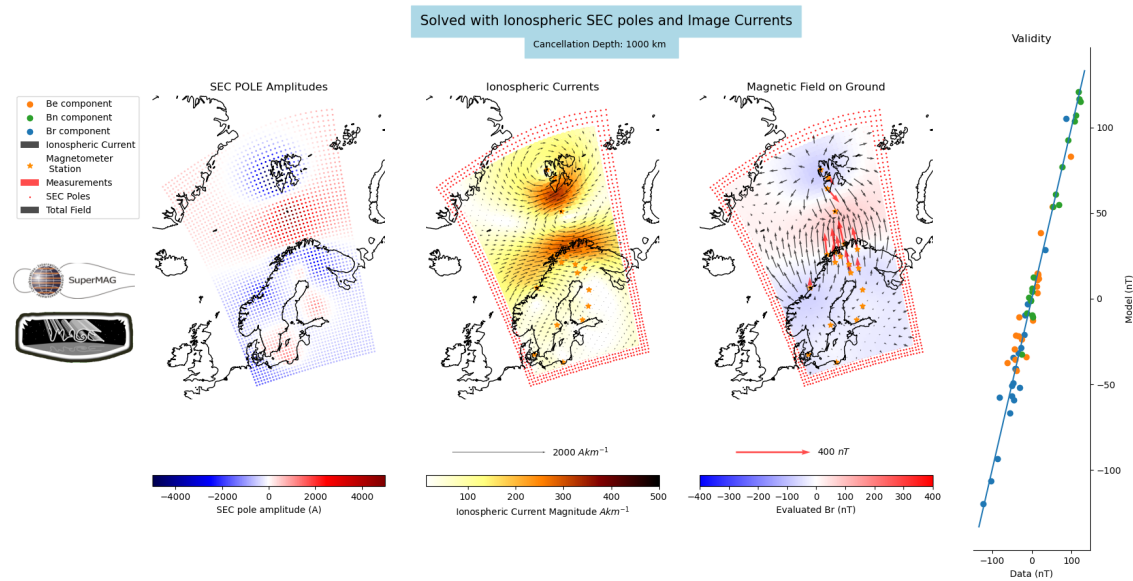 Solved with Ionospheric SEC poles and Image Currents
Cancellation Depth: 1000 km
Be component
Bn component
Br component
Ionospheric Current
Magnetometer
Station
Measurements
SEC Poles
Total Field
SuperMAG
SEC POLE Amplitudes
−4000 −2000 0 2000 4000
SEC pole amplitude (A)
Ionospheric Currents
2000 Akm⁻¹
0 100 200 300 400 500
Ionospheric Current Magnitude Akm⁻¹
Magnetic Field on Ground
400 nT
−400 −300 −200 −100 0 100 200 300 400
Evaluated Br (nT)
Validity
100
50
0
−50
−100
Model (nT)
−100 0 100
Data (nT)